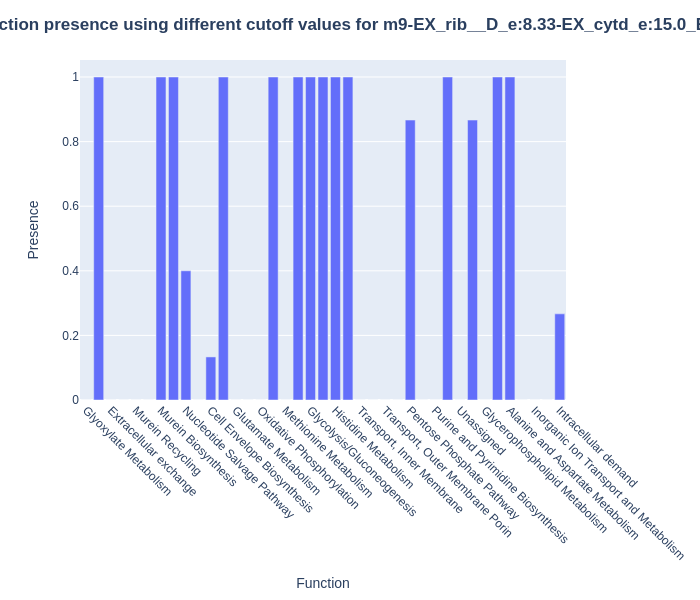 ction presence using different cutoff values for m9-EX_rib__D_e:8.33-EX_cytd_e:15.0_E
1
0.8
0.6
0.4
0.2
0
Presence
Glyoxylate Metabolism
Extracellular exchange
Murein Recycling
Murein Biosynthesis
Nucleotide Salvage Pathway
Cell Envelope Biosynthesis
Glutamate Metabolism
Oxidative Phosphorylation
Methionine Metabolism
Glycolysis/Gluconeogenesis
Histidine Metabolism
Transport, Inner Membrane
Transport, Outer Membrane Porin
Pentose Phosphate Pathway
Purine and Pyrimidine Biosynthesis
Unassigned
Glycerophospholipid Metabolism
Alanine and Aspartate Metabolism
Inorganic Ion Transport and Metabolism
Intracellular demand
Function